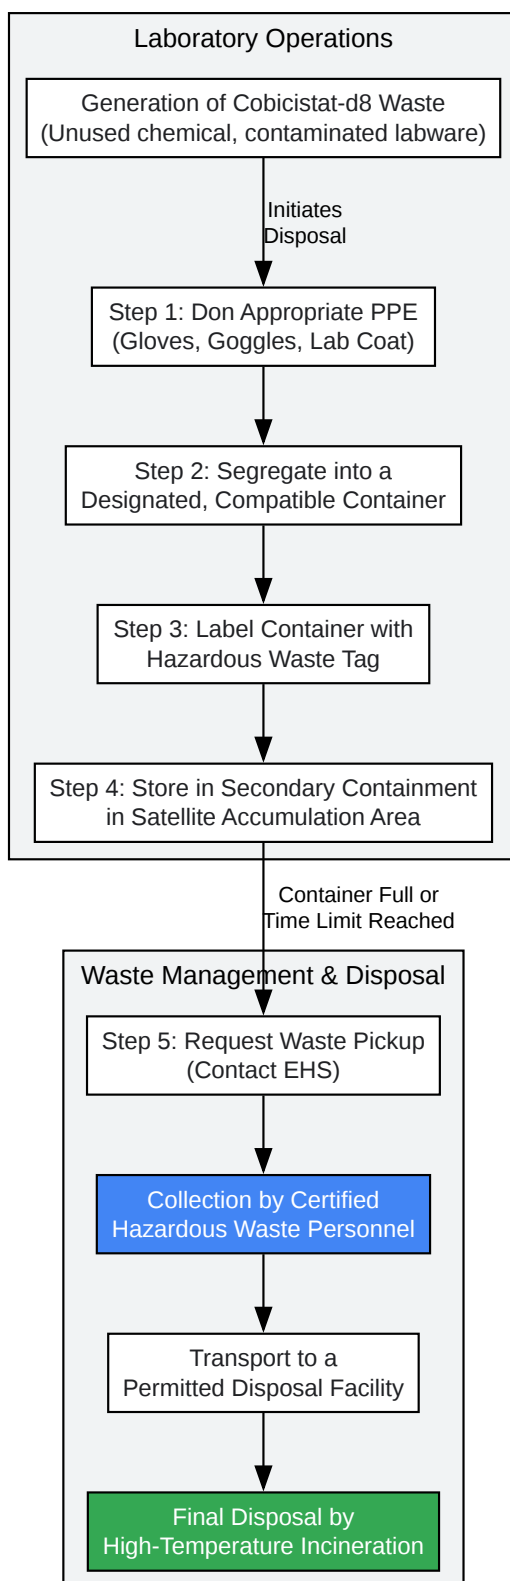 Laboratory Operations
Generation of Cobicistat-d8 Waste
(Unused chemical, contaminated labware)
Initiates
Disposal
Step 1: Don Appropriate PPE
(Gloves, Goggles, Lab Coat)
Step 2: Segregate into a
Designated, Compatible Container
Step 3: Label Container with
Hazardous Waste Tag
Step 4: Store in Secondary Containment
in Satellite Accumulation Area
Container Full or
Time Limit Reached
Waste Management & Disposal
Step 5: Request Waste Pickup
(Contact EHS)
Collection by Certified
Hazardous Waste Personnel
Transport to a
Permitted Disposal Facility
Final Disposal by
High-Temperature Incineration